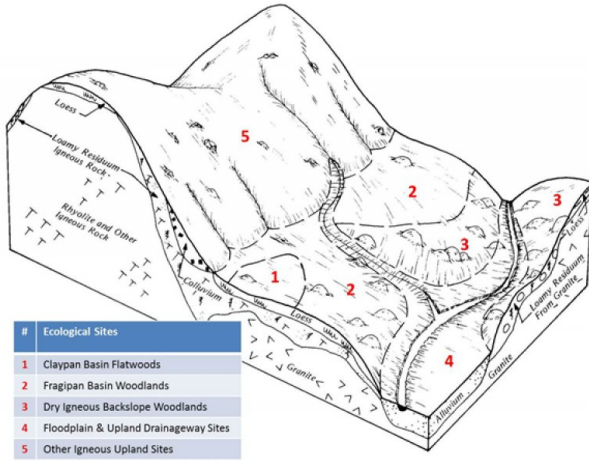 Loess
Loamy Residuum
Igneous Rock
Rhyolite and Other
Igneous Rock
5
2
3
3
1
2
4
Colluvium
Loess
Granite
Loess
Loamy Residuum
From Granite
Granite
Alluvium
# Ecological Sites
1 Claypan Basin Flatwoods
2 Fragipan Basin Woodlands
3 Dry Igneous Backslope Woodlands
4 Floodplain & Upland Drainageway Sites
5 Other Igneous Upland Sites